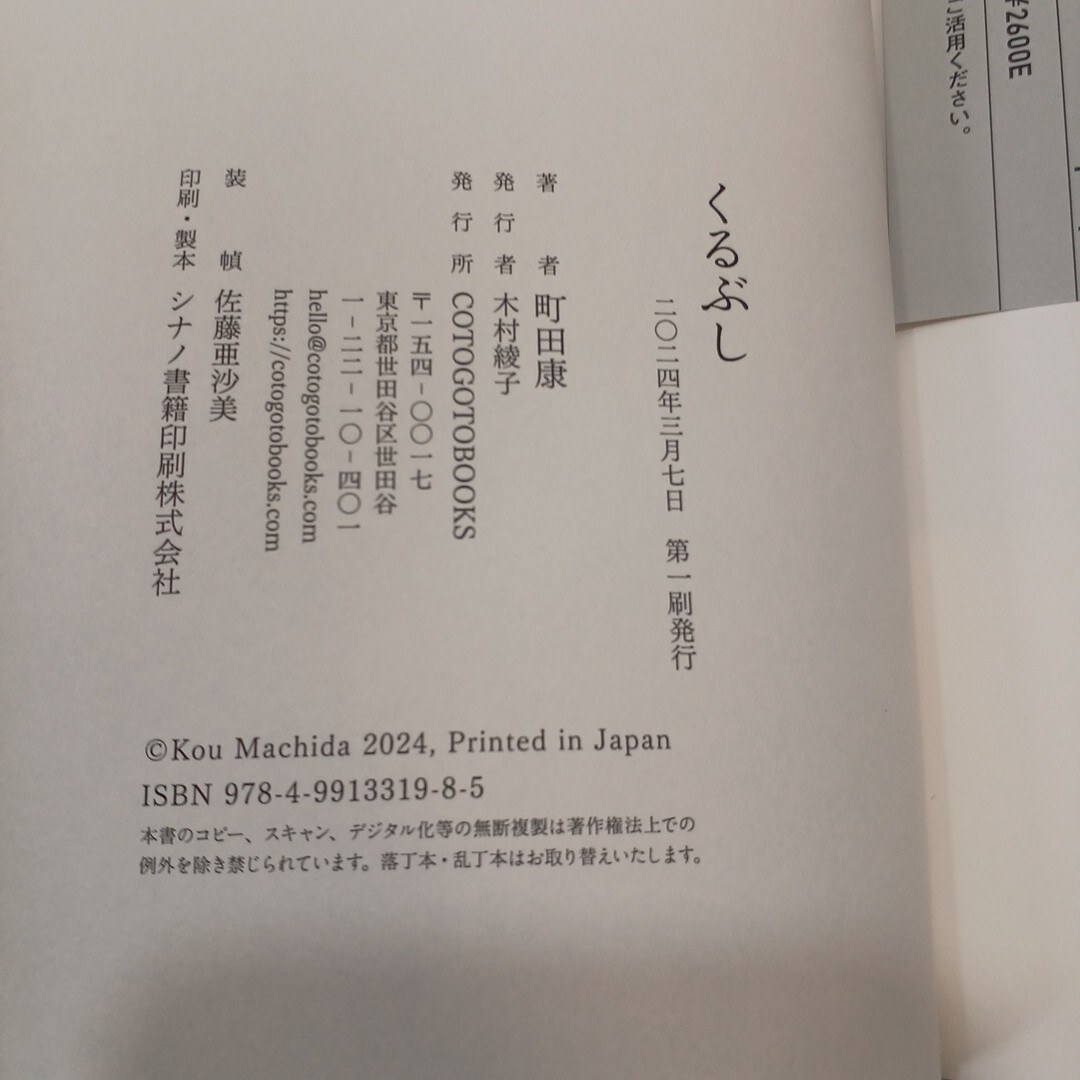 くるぶし
二〇二四年三月七日　第一刷発行
著者　町田康
発行者　木村綾子
発行所　COTOGOTOBOOKS
〒一五四-〇〇一七
東京都世田谷区世田谷
一-二二-一〇-四〇一
hello@cotogotobooks.com
https://cotogotobooks.com
装幀　佐藤亜沙美
印刷・製本　シナノ書籍印刷株式会社
©Kou Machida 2024, Printed in Japan
ISBN 978-4-9913319-8-5
本書のコピー、スキャン、デジタル化等の無断複製は著作権法上での
例外を除き禁じられています。落丁本・乱丁本はお取り替えいたします。
¥2600E
ご活用ください。